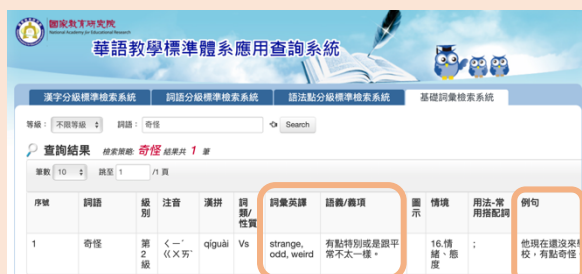 國家教育研究院
National Academy for Educational Research
華語教學標準體系應用查詢系統
漢字分級標準檢索系統 詞語分級標準檢索系統 語法點分級標準檢索系統 基礎詞彙檢索系統
等級： 不限等級 詞語： 奇怪 Search
查詢結果 檢索策略: 奇怪 結果共 1 筆
筆數 10 跳至 1 /1 頁
序號 詞語 級別 注音 漢拼 詞類/性質 詞彙英譯 語義/義項 圖示 情境 用法-常用搭配詞 例句
1 奇怪 第2級 ㄑㄧˊ ㄍㄨㄞˋ qíguài Vs strange, odd, weird 有點特別或是跟平常不太一樣。 16.情緒、態度 ; 他現在還沒來學校，有點奇怪